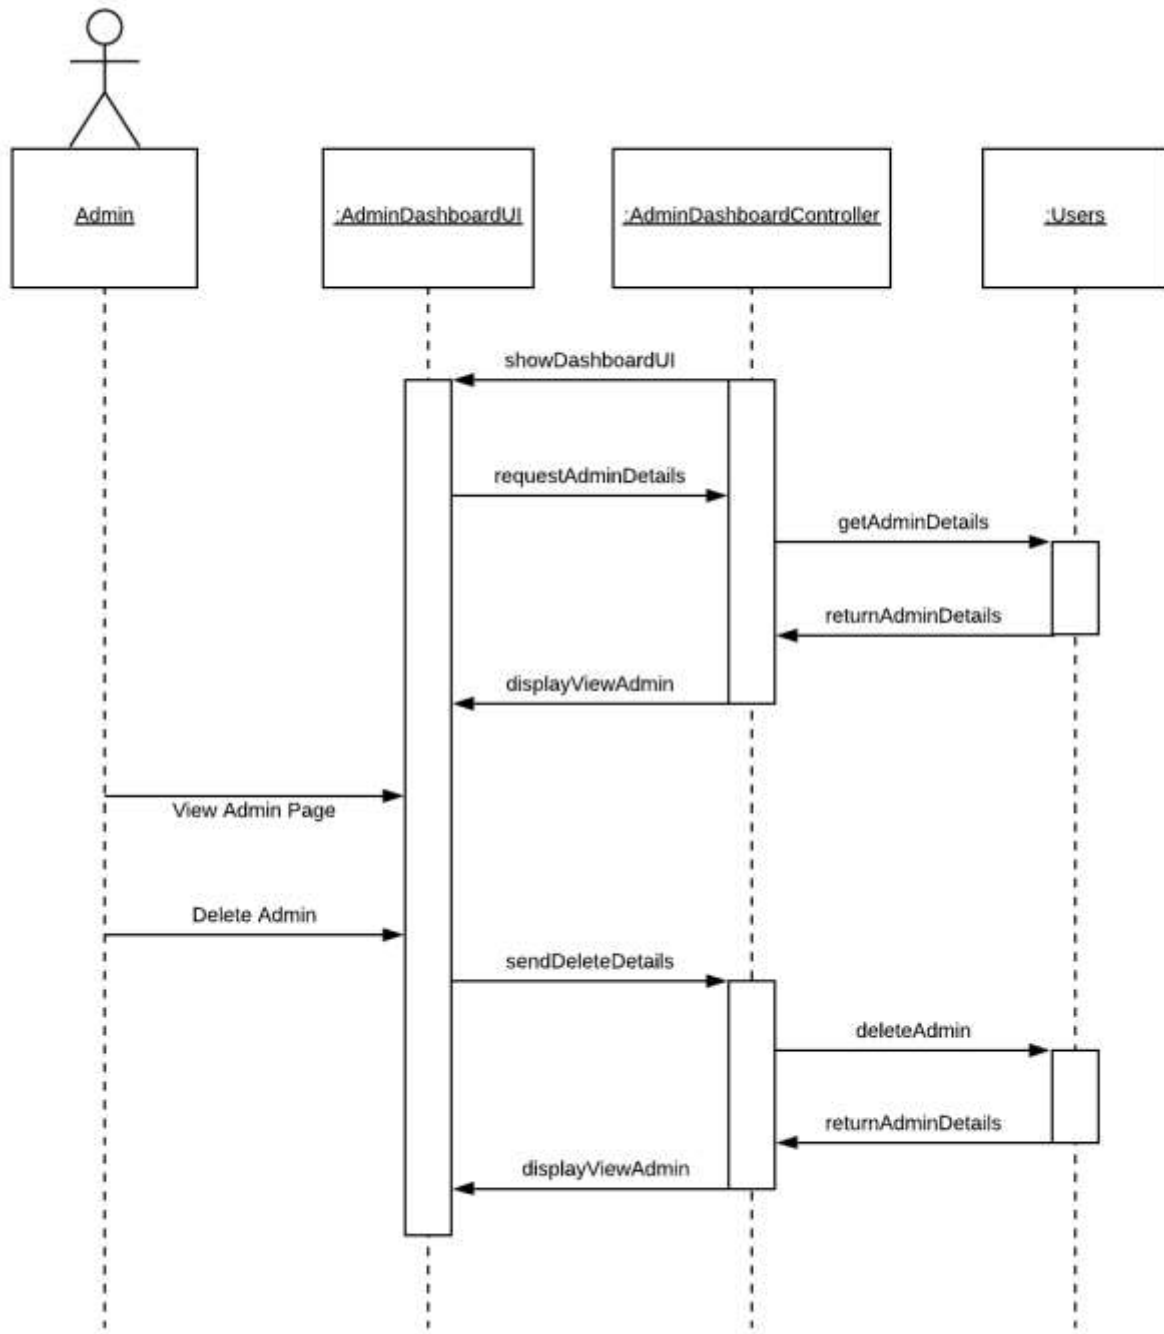 Admin
:AdminDashboardUI
:AdminDashboardController
:Users
showDashboardUI
requestAdminDetails
getAdminDetails
returnAdminDetails
displayViewAdmin
View Admin Page
Delete Admin
sendDeleteDetails
deleteAdmin
returnAdminDetails
displayViewAdmin